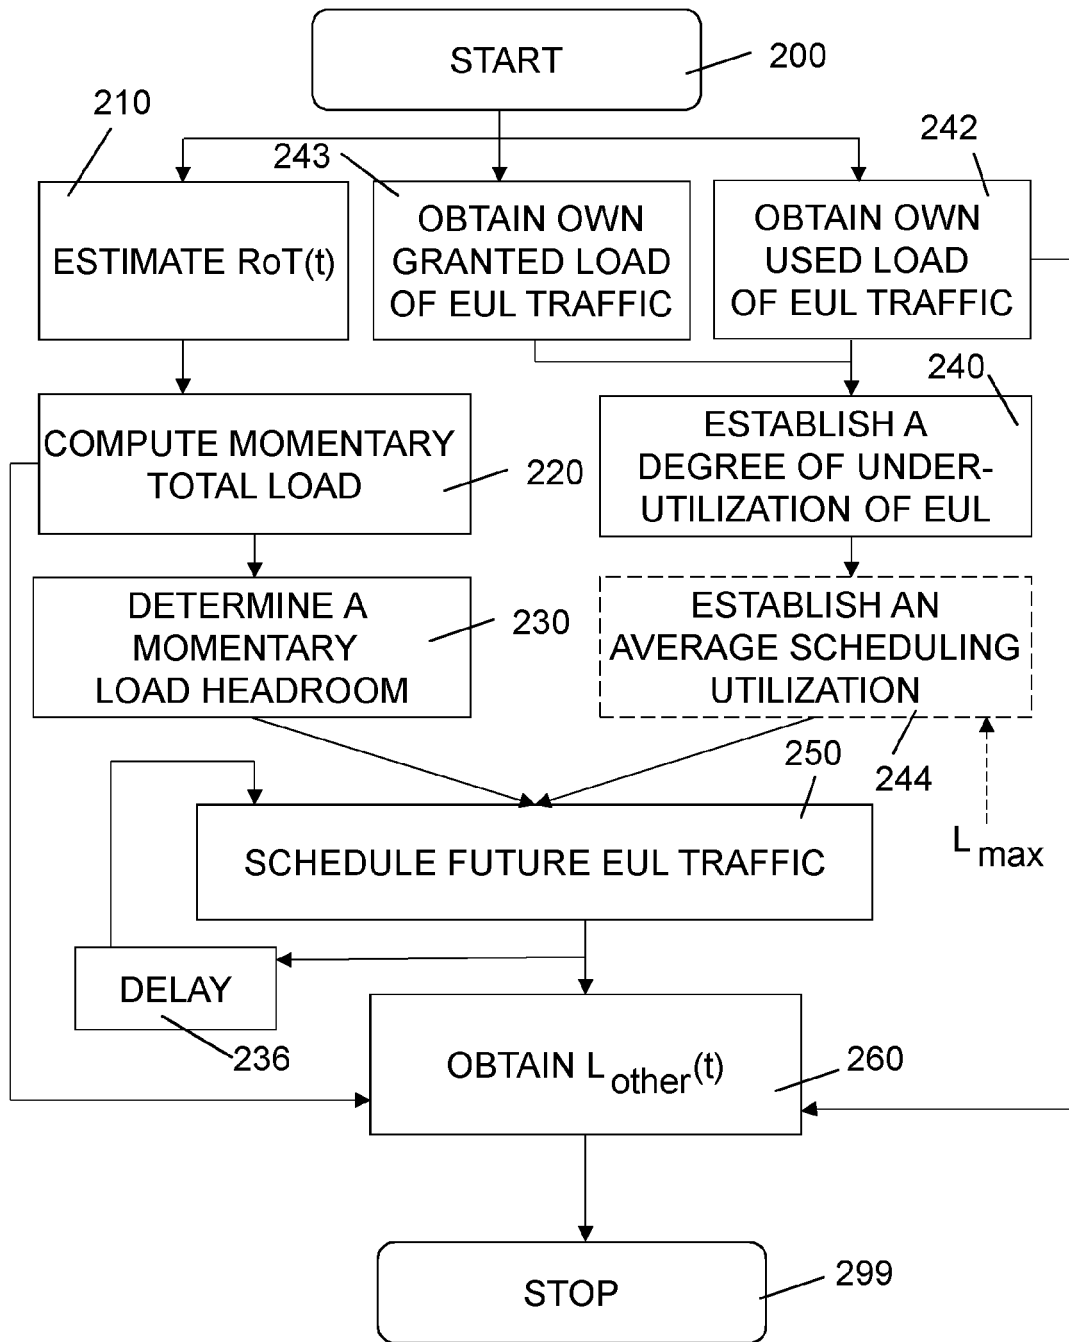 START
200
210
243
242
ESTIMATE RoT(t)
OBTAIN OWN
GRANTED LOAD
OF EUL TRAFFIC
OBTAIN OWN
USED LOAD
OF EUL TRAFFIC
240
COMPUTE MOMENTARY
TOTAL LOAD
220
ESTABLISH A
DEGREE OF UNDER-
UTILIZATION OF EUL
DETERMINE A
MOMENTARY
LOAD HEADROOM
230
ESTABLISH AN
AVERAGE SCHEDULING
UTILIZATION
244
250
L max
SCHEDULE FUTURE EUL TRAFFIC
DELAY
236
OBTAIN L other(t)
260
STOP
299